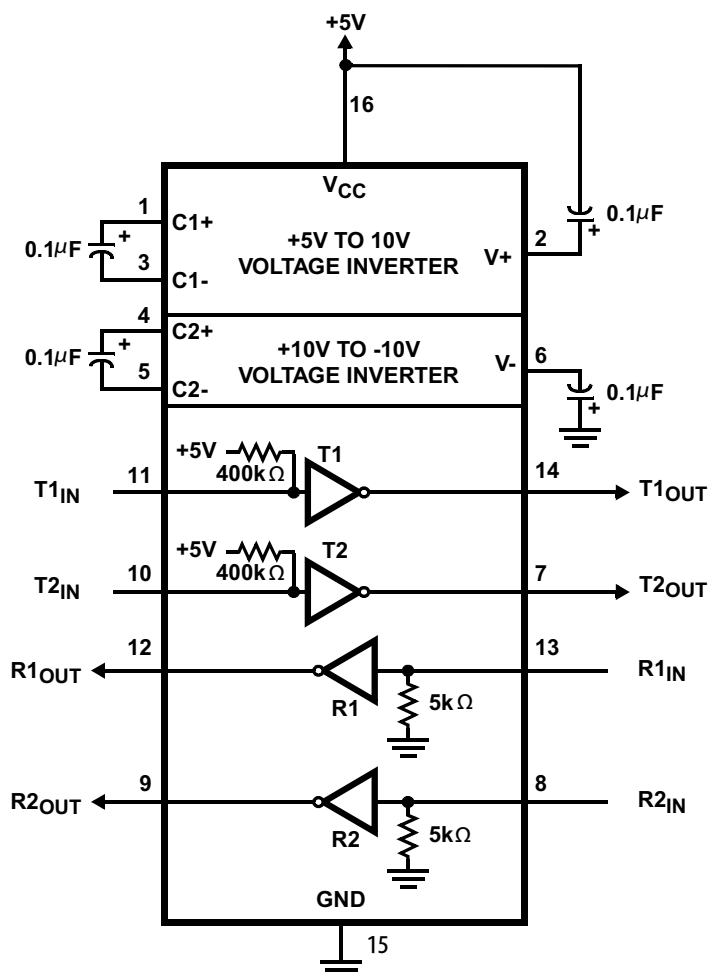 +5V
16
VCC
1
C1+
0.1μF
+
3
C1-
+5V TO 10V
VOLTAGE INVERTER
2
V+
0.1μF
+
4
C2+
0.1μF
+
5
C2-
+10V TO -10V
VOLTAGE INVERTER
V-
6
0.1μF
+
T1IN
11
+5V
400kΩ
T1
14
T1OUT
T2IN
10
+5V
400kΩ
T2
7
T2OUT
R1OUT
12
R1
5kΩ
13
R1IN
R2OUT
9
R2
5kΩ
8
R2IN
GND
15